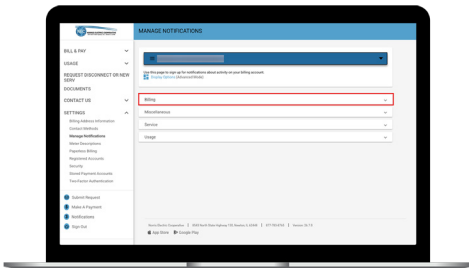 MANAGE NOTIFICATIONS
BILL & PAY
USAGE
REQUEST DISCONNECT OR NEW
SERV
DOCUMENTS
CONTACT US
SETTINGS
Billing Address Information
Contact Methods
Manage Notifications
Meter Descriptions
Paperless Billing
Registered Accounts
Security
Stored Payment Accounts
Two-Factor Authentication
Submit Request
Make A Payment
Notifications
Sign Out
Use this page to sign up for notifications about activity on your billing account.
Display Options (Advanced Mode)
Billing
Miscellaneous
Service
Usage
App Store
Google Play